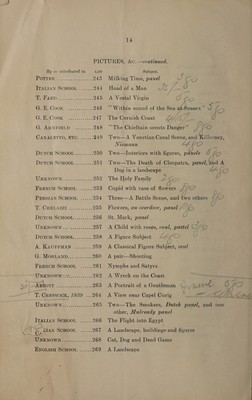 14
PICTURES, &c.—continued.
By or attributed to Lot Subject.
POTTER ......... 243 Milking Time, panel
ITALIAN SCHOOL ......244 Head of a Man
T. FAED .........245 A Vestal Virgin
G. E. COOK .........246 "Within sound of the Sea at Sussex"
G. E. COOK .........247 The Cornish Coast
G. ARMFIELD ......248 "The Chieftain scents Danger"
CANALETTO, ETC. ...249 Two—A Venetian Canal Scene, and Killarney,
Niemann
DUTCH SCHOOL ......250 Two—Interiors with figures, panels
DUTCH SCHOOL ......251 Two—The Death of Cleopatra, panel, and A
Dog in a landscape
UNKNOWN .........252 The Holy Family
FRENCH SCHOOL ......253 Cupid with vase of flowers
PERSIAN SCHOOL ......254 Three—A Battle Scene, and two others
T. CHELAZZI .........255 Flowers, an overdoor, panel
DUTCH SCHOOL ......256 St. Mark, panel
UNKNOWN .........257 A Child with roses, oval, pastel
DUTCH SCHOOL ......258 A Figure Subject
A. KAUFFMAN ......259 A Classical Figure Subject, oval
G. MORLAND .........260 A pair—Shooting
FRENCH SCHOOL ......261 Nymphs and Satyrs
UNKNOWN .........262 A Wreck on the Coast
ABBOTT .........263 A Portrait of a Gentleman
T. CRESWICK, 1839 ...264 A View near Capel Curig
UNKNOWN .........265 Two—The Smokers, Dutch panel, and one
other, Mulready panel
ITALIAN SCHOOL ......266 The Flight into Egypt
ITALIAN SCHOOL ......267 A Landscape, buildings and figures
UNKNOWN .........268 Cat, Dog and Dead Game
ENGLISH SCHOOL ......269 A Landscape